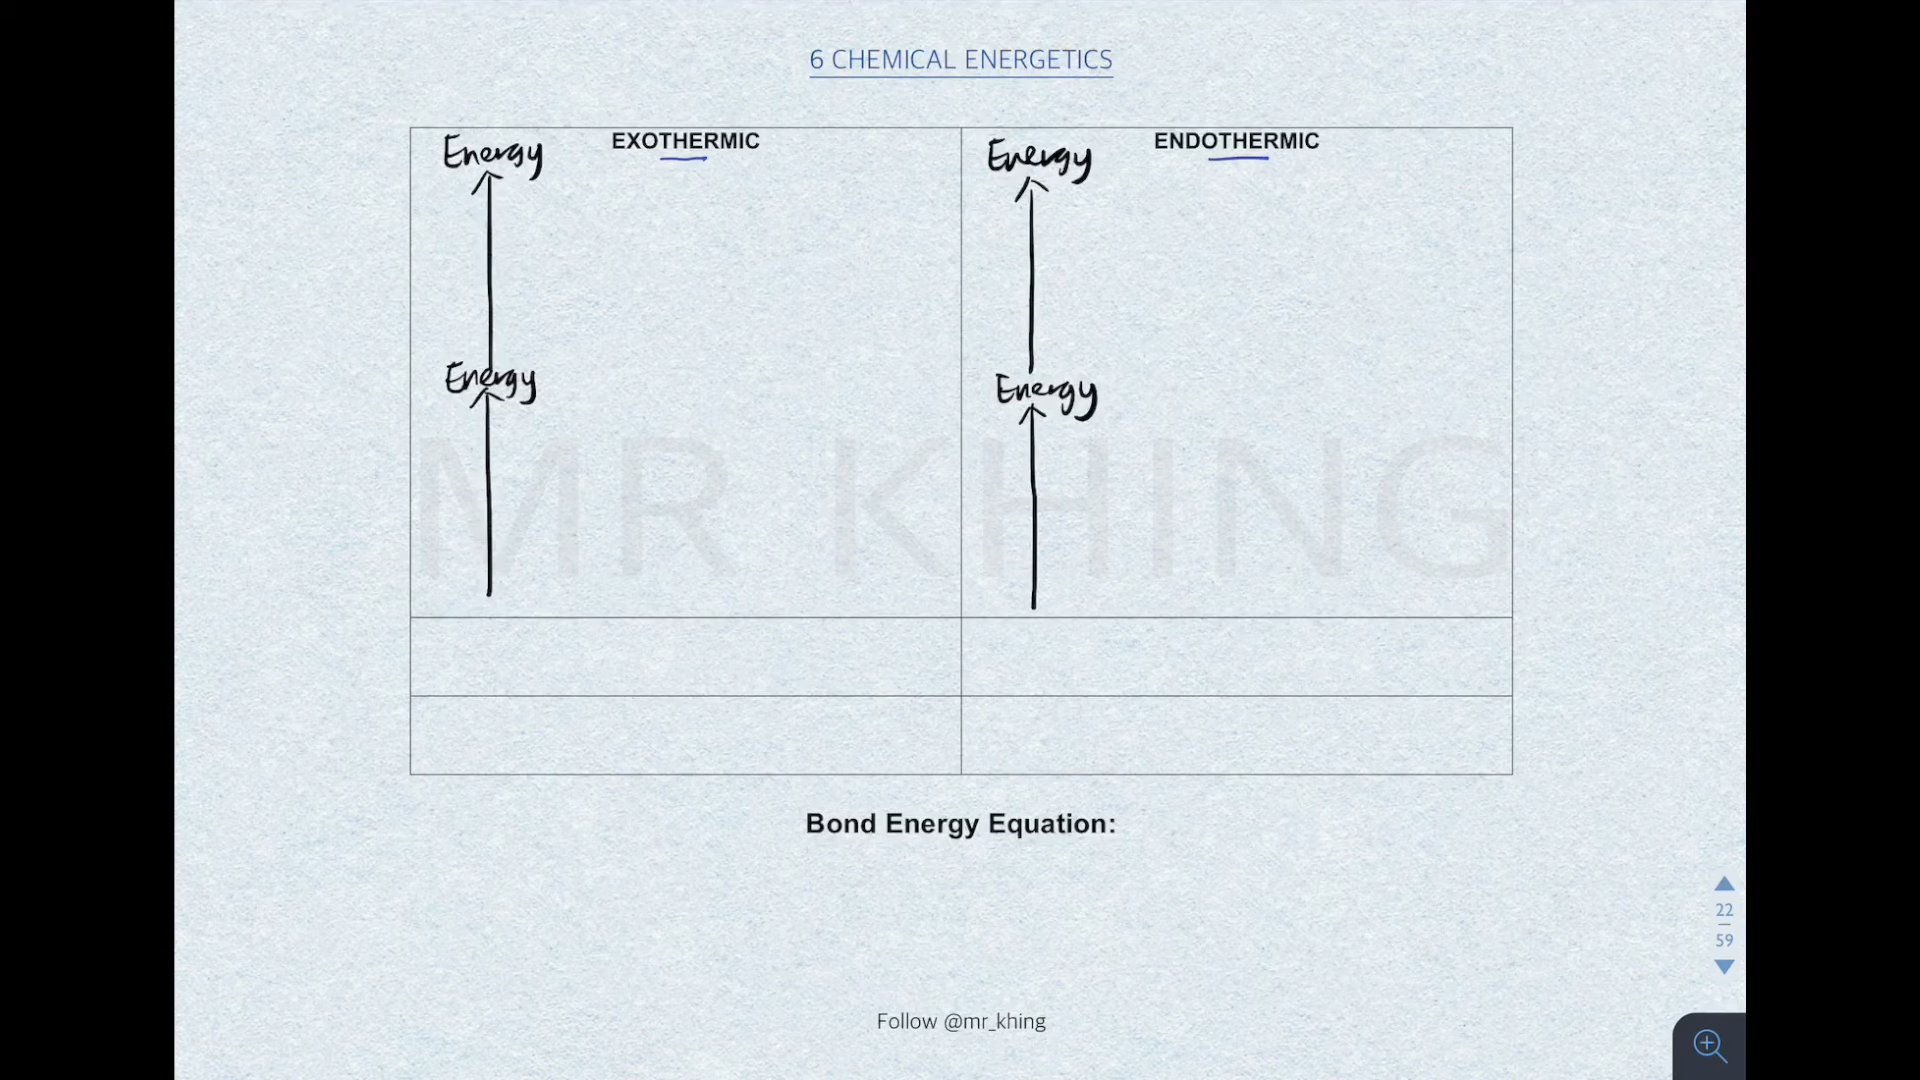 6 CHEMICAL ENERGETICS
EXOTHERMIC
ENDOTHERMIC
Energy
Energy
Energy
Energy
MR KHING
Bond Energy Equation:
22
59
Follow @mr_khing